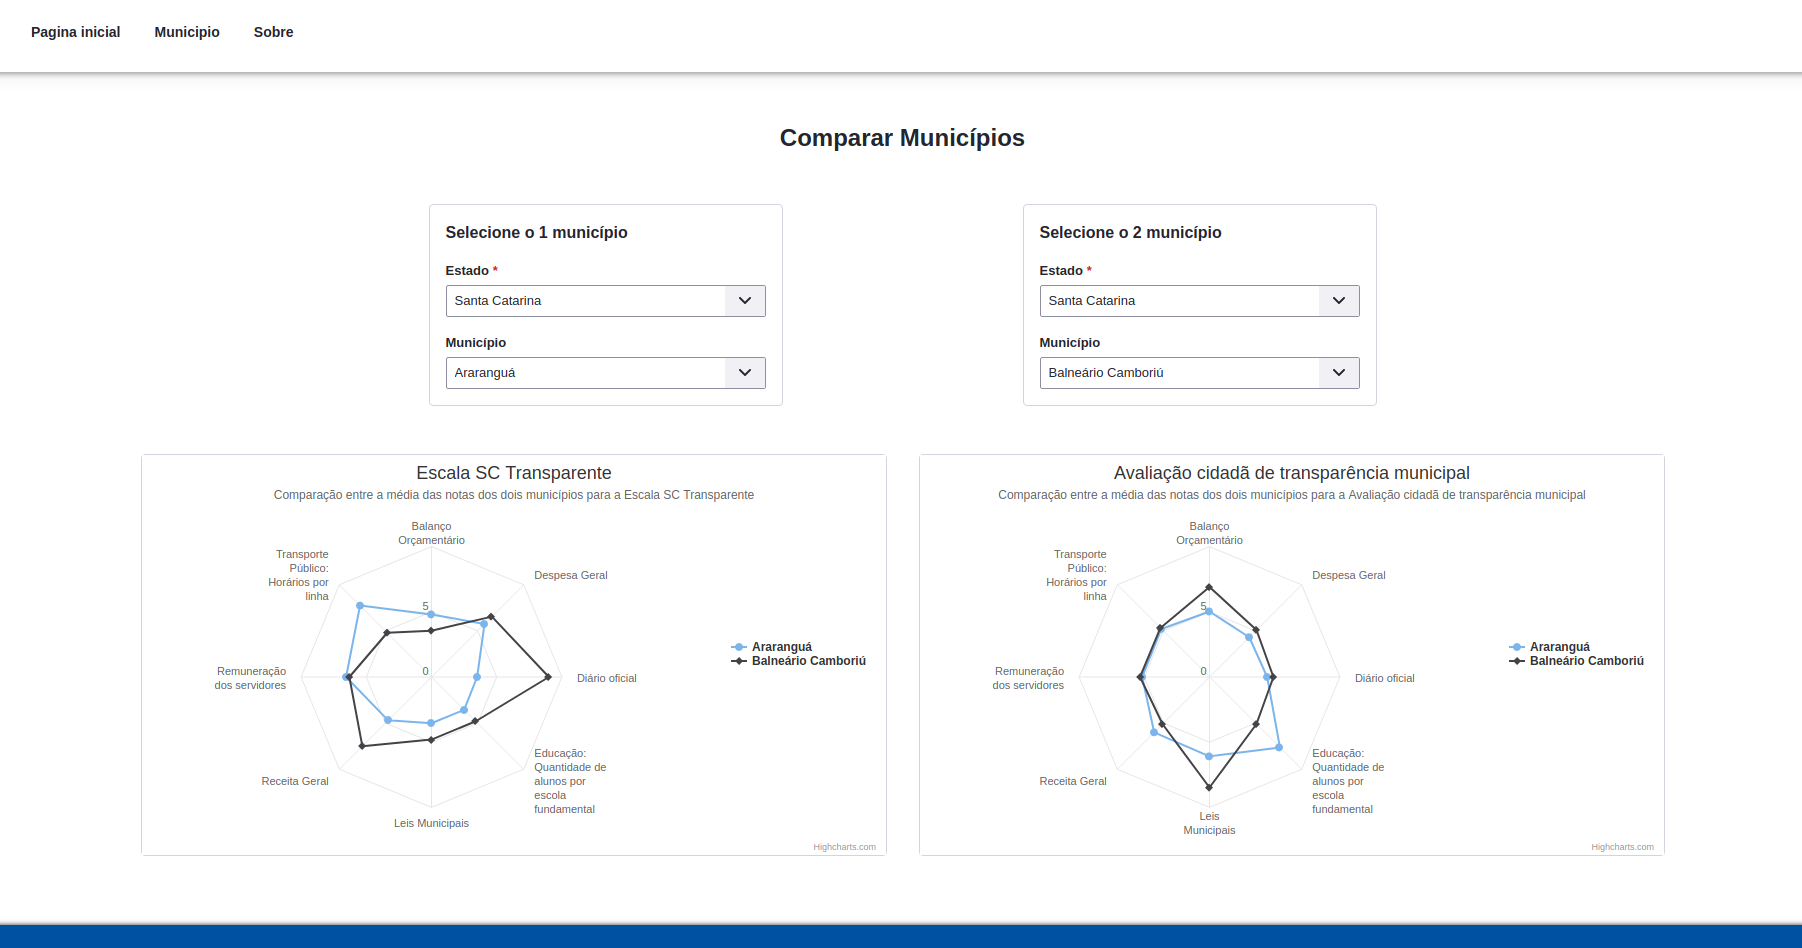 Pagina inicial
Municipio
Sobre
Comparar Municípios
Selecione o 1 município
Estado *
Santa Catarina
Município
Araranguá
Selecione o 2 município
Estado *
Santa Catarina
Município
Balneário Camboriú
Escala SC Transparente
Comparação entre a média das notas dos dois municípios para a Escala SC Transparente
Balanço
Orçamentário
Despesa Geral
Diário oficial
Educação:
Quantidade de
alunos por
escola
fundamental
Leis Municipais
Receita Geral
Remuneração
dos servidores
Transporte
Público:
Horários por
linha
5
0
Araranguá
Balneário Camboriú
Highcharts.com
Avaliação cidadã de transparência municipal
Comparação entre a média das notas dos dois municípios para a Avaliação cidadã de transparência municipal
Balanço
Orçamentário
Despesa Geral
Diário oficial
Educação:
Quantidade de
alunos por
escola
fundamental
Leis
Municipais
Receita Geral
Remuneração
dos servidores
Transporte
Público:
Horários por
linha
5
0
Araranguá
Balneário Camboriú
Highcharts.com